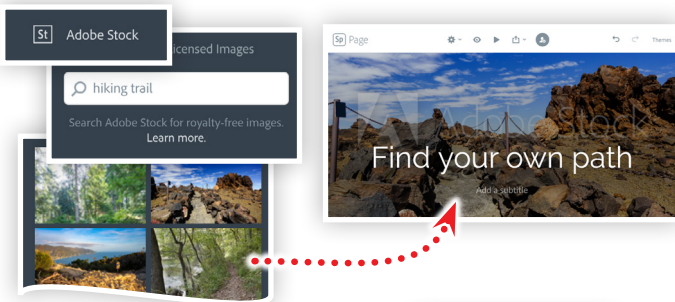 St Adobe Stock
icensed Images
hiking trail
Search Adobe Stock for royalty-free images.
Learn more.
Sp Page
Themes
Adobe Stock
Find your own path
Add a subtitle